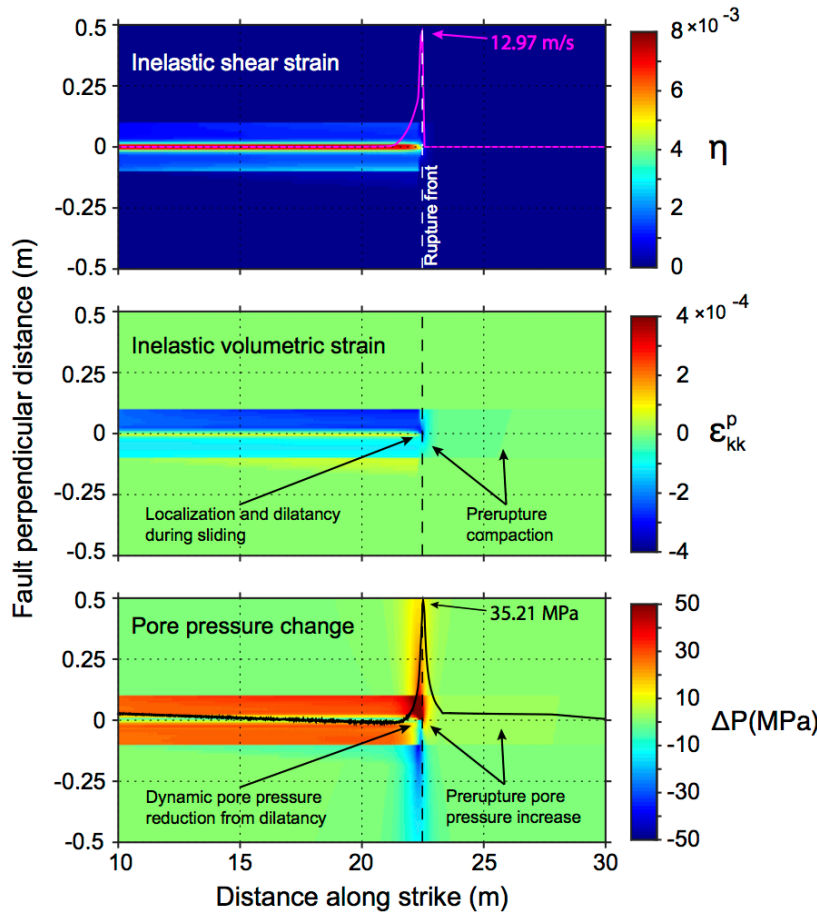 0.5
0.25
0
-0.25
-0.5
Inelastic shear strain
12.97 m/s
Rupture front
8 ×10⁻³
6
4
2
0
η
0.5
0.25
0
-0.25
-0.5
Inelastic volumetric strain
Localization and dilatancy
during sliding
Prerupture
compaction
4 ×10⁻⁴
2
0
-2
-4
ε^p_kk
Fault perpendicular distance (m)
0.5
0.25
0
-0.25
-0.5
Pore pressure change
35.21 MPa
Dynamic pore pressure
reduction from dilatancy
Prerupture pore
pressure increase
50
30
10
-10
-30
-50
ΔP(MPa)
10 15 20 25 30
Distance along strike (m)